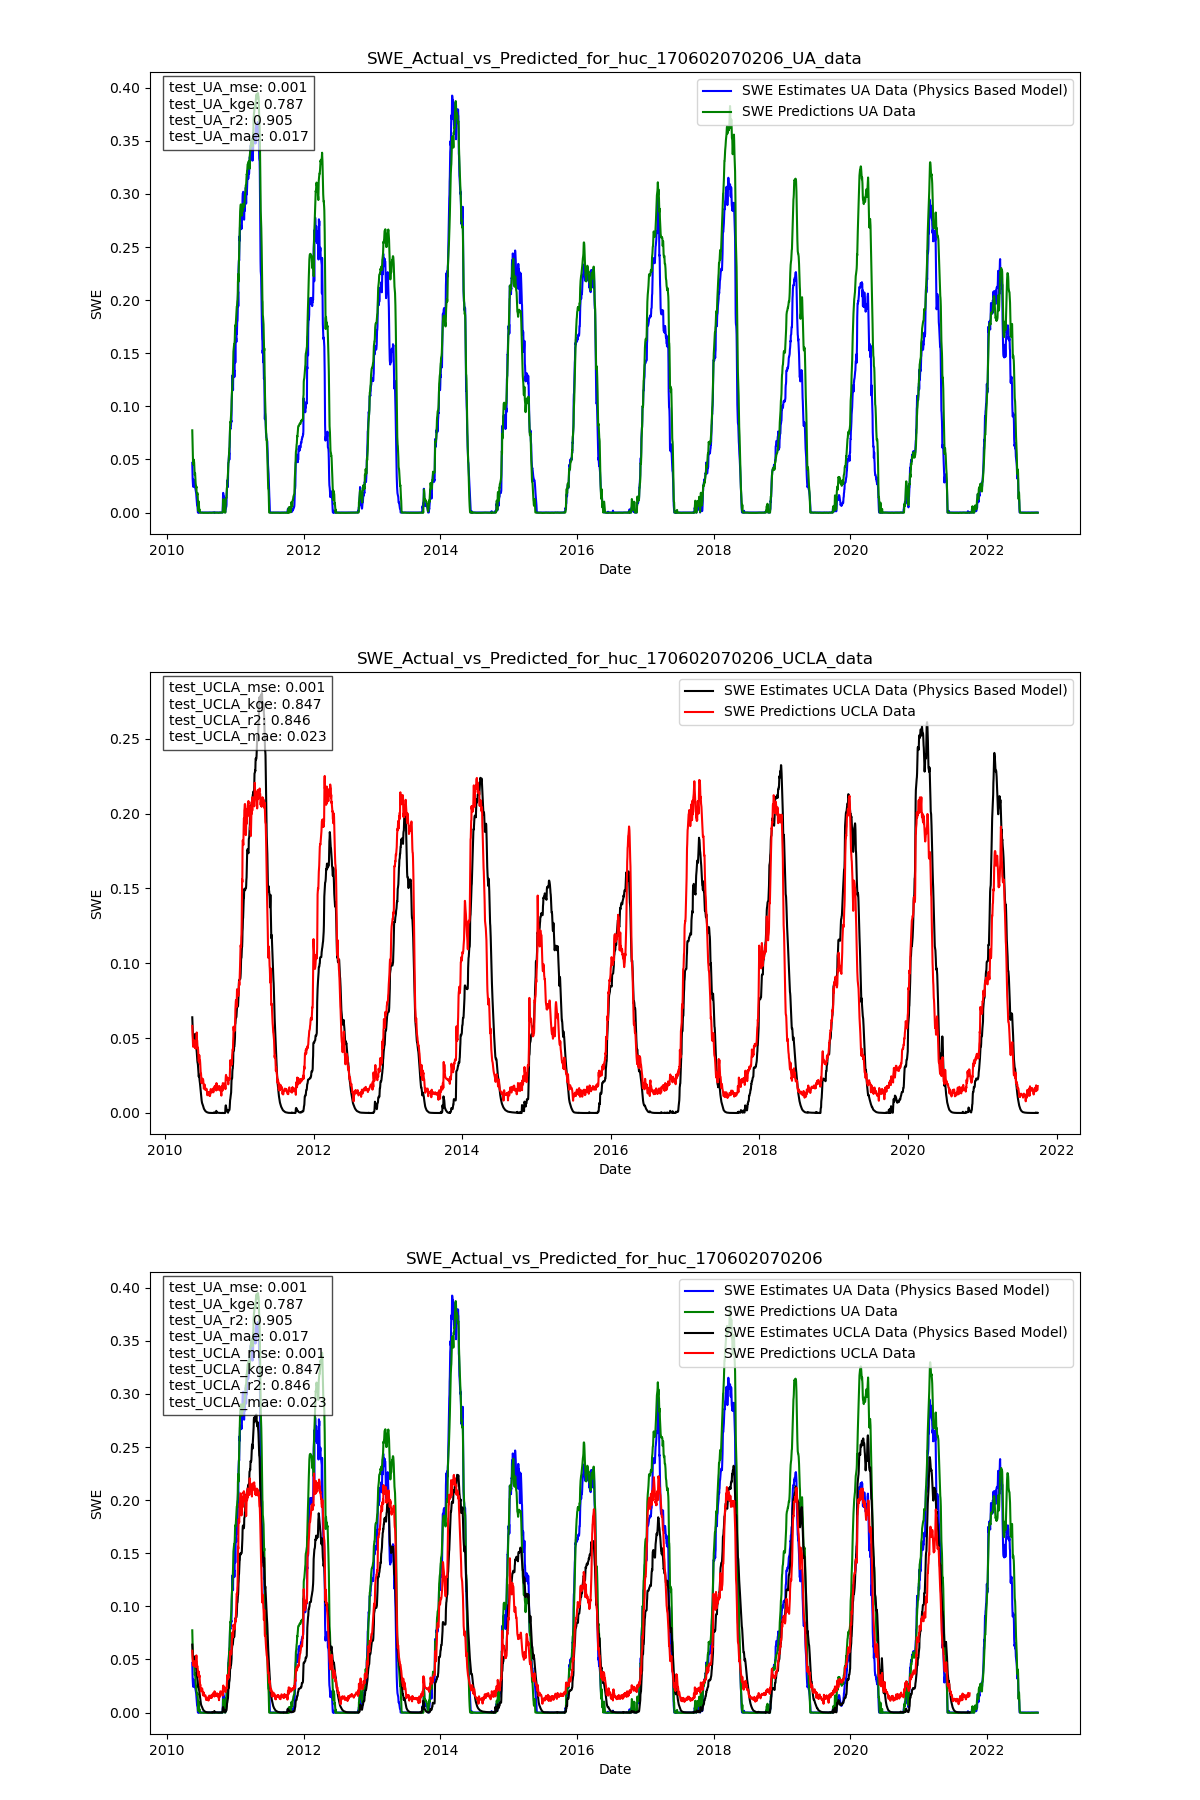 SWE_Actual_vs_Predicted_for_huc_170602070206_UA_data
test_UA_mse: 0.001
test_UA_kge: 0.787
test_UA_r2: 0.905
test_UA_mae: 0.017
SWE Estimates UA Data (Physics Based Model)
SWE Predictions UA Data
0.40
0.35
0.30
0.25
0.20
0.15
0.10
0.05
0.00
SWE
2010 2012 2014 2016 2018 2020 2022
Date
SWE_Actual_vs_Predicted_for_huc_170602070206_UCLA_data
test_UCLA_mse: 0.001
test_UCLA_kge: 0.847
test_UCLA_r2: 0.846
test_UCLA_mae: 0.023
SWE Estimates UCLA Data (Physics Based Model)
SWE Predictions UCLA Data
0.25
0.20
0.15
0.10
0.05
0.00
SWE
2010 2012 2014 2016 2018 2020 2022
Date
SWE_Actual_vs_Predicted_for_huc_170602070206
test_UA_mse: 0.001
test_UA_kge: 0.787
test_UA_r2: 0.905
test_UA_mae: 0.017
test_UCLA_mse: 0.001
test_UCLA_kge: 0.847
test_UCLA_r2: 0.846
test_UCLA_mae: 0.023
SWE Estimates UA Data (Physics Based Model)
SWE Predictions UA Data
SWE Estimates UCLA Data (Physics Based Model)
SWE Predictions UCLA Data
0.40
0.35
0.30
0.25
0.20
0.15
0.10
0.05
0.00
SWE
2010 2012 2014 2016 2018 2020 2022
Date